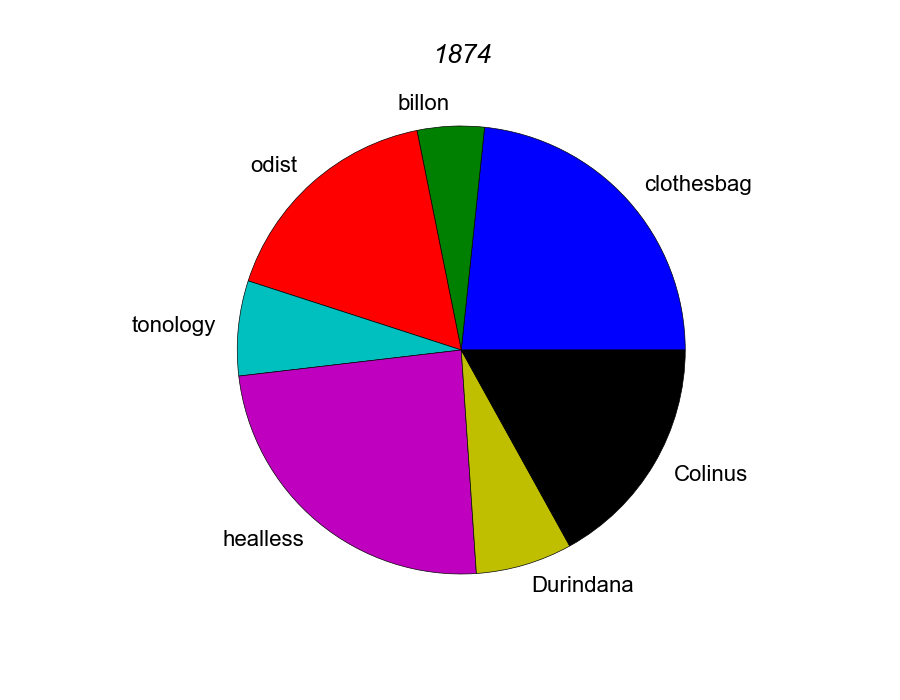 1874
billon
odist
clothesbag
tonology
Colinus
healless
Durindana